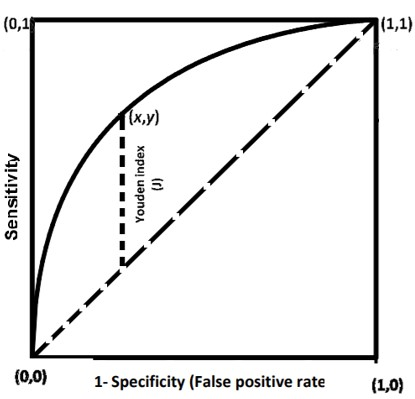 (0,1
(1,1)
(x,y)
Youden index
(J)
Sensitivity
(0,0)
1- Specificity (False positive rate
(1,0)